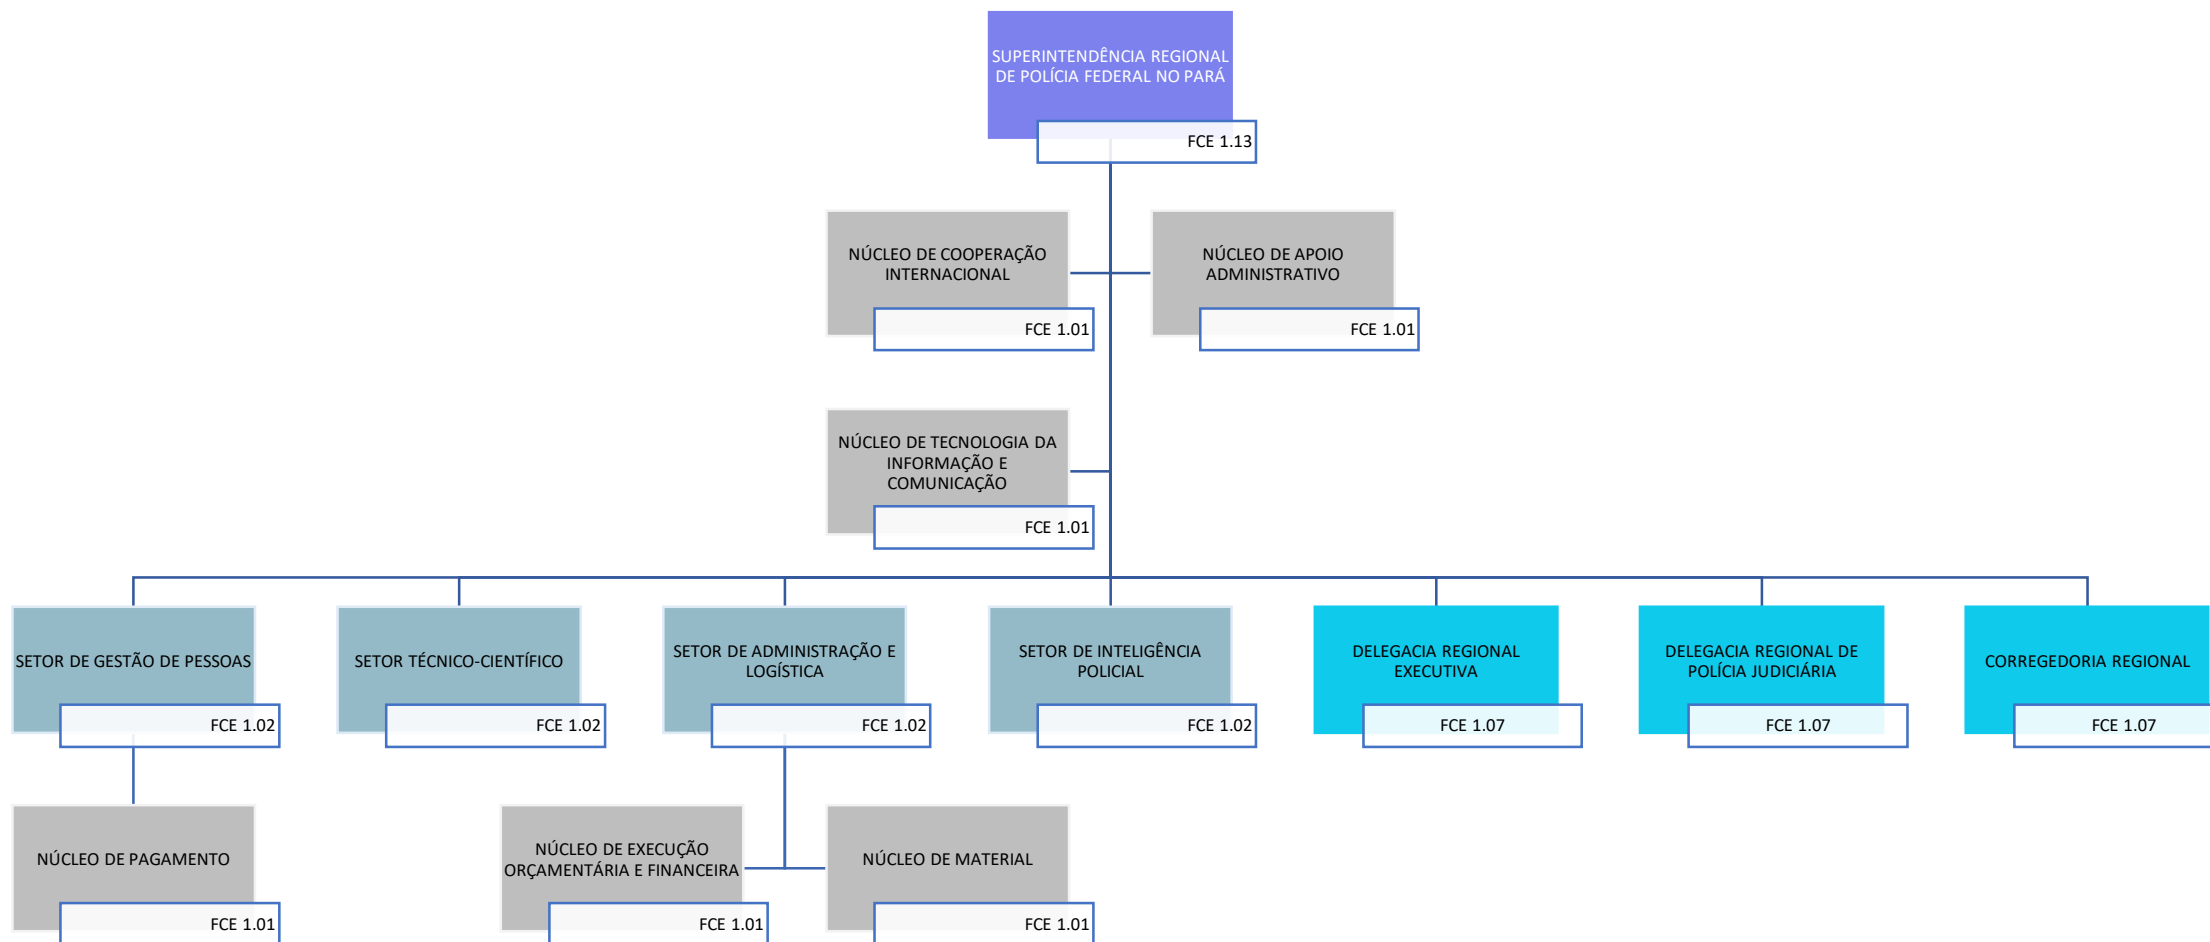 SUPERINTENDÊNCIA REGIONAL
DE POLÍCIA FEDERAL NO PARÁ
FCE 1.13
NÚCLEO DE COOPERAÇÃO
INTERNACIONAL
FCE 1.01
NÚCLEO DE APOIO
ADMINISTRATIVO
FCE 1.01
NÚCLEO DE TECNOLOGIA DA
INFORMAÇÃO E
COMUNICAÇÃO
FCE 1.01
SETOR DE GESTÃO DE PESSOAS
FCE 1.02
SETOR TÉCNICO-CIENTÍFICO
FCE 1.02
SETOR DE ADMINISTRAÇÃO E
LOGÍSTICA
FCE 1.02
SETOR DE INTELIGÊNCIA
POLICIAL
FCE 1.02
DELEGACIA REGIONAL
EXECUTIVA
FCE 1.07
DELEGACIA REGIONAL DE
POLÍCIA JUDICIÁRIA
FCE 1.07
CORREGEDORIA REGIONAL
FCE 1.07
NÚCLEO DE PAGAMENTO
FCE 1.01
NÚCLEO DE EXECUÇÃO
ORÇAMENTÁRIA E FINANCEIRA
FCE 1.01
NÚCLEO DE MATERIAL
FCE 1.01